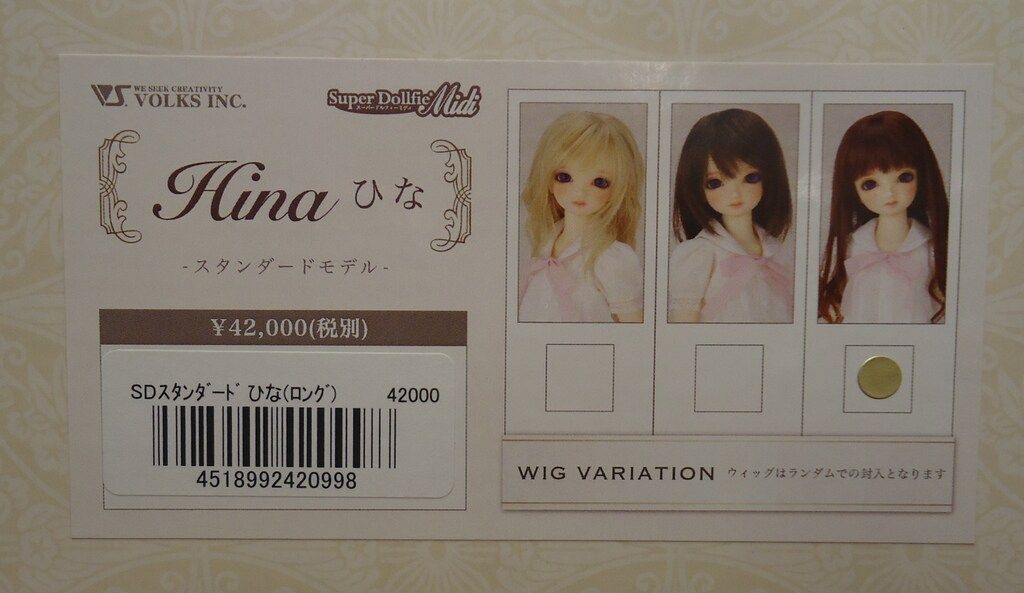 WE SEEK CREATIVITY
VOLKS INC.
Super Dollfie Midi
スーパードルフィーミディ
Hina ひな
-スタンダードモデル-
¥42,000(税別)
SDスタンダード ひな(ロング) 42000
4518992420998
WIG VARIATION ウィッグはランダムでの封入となります